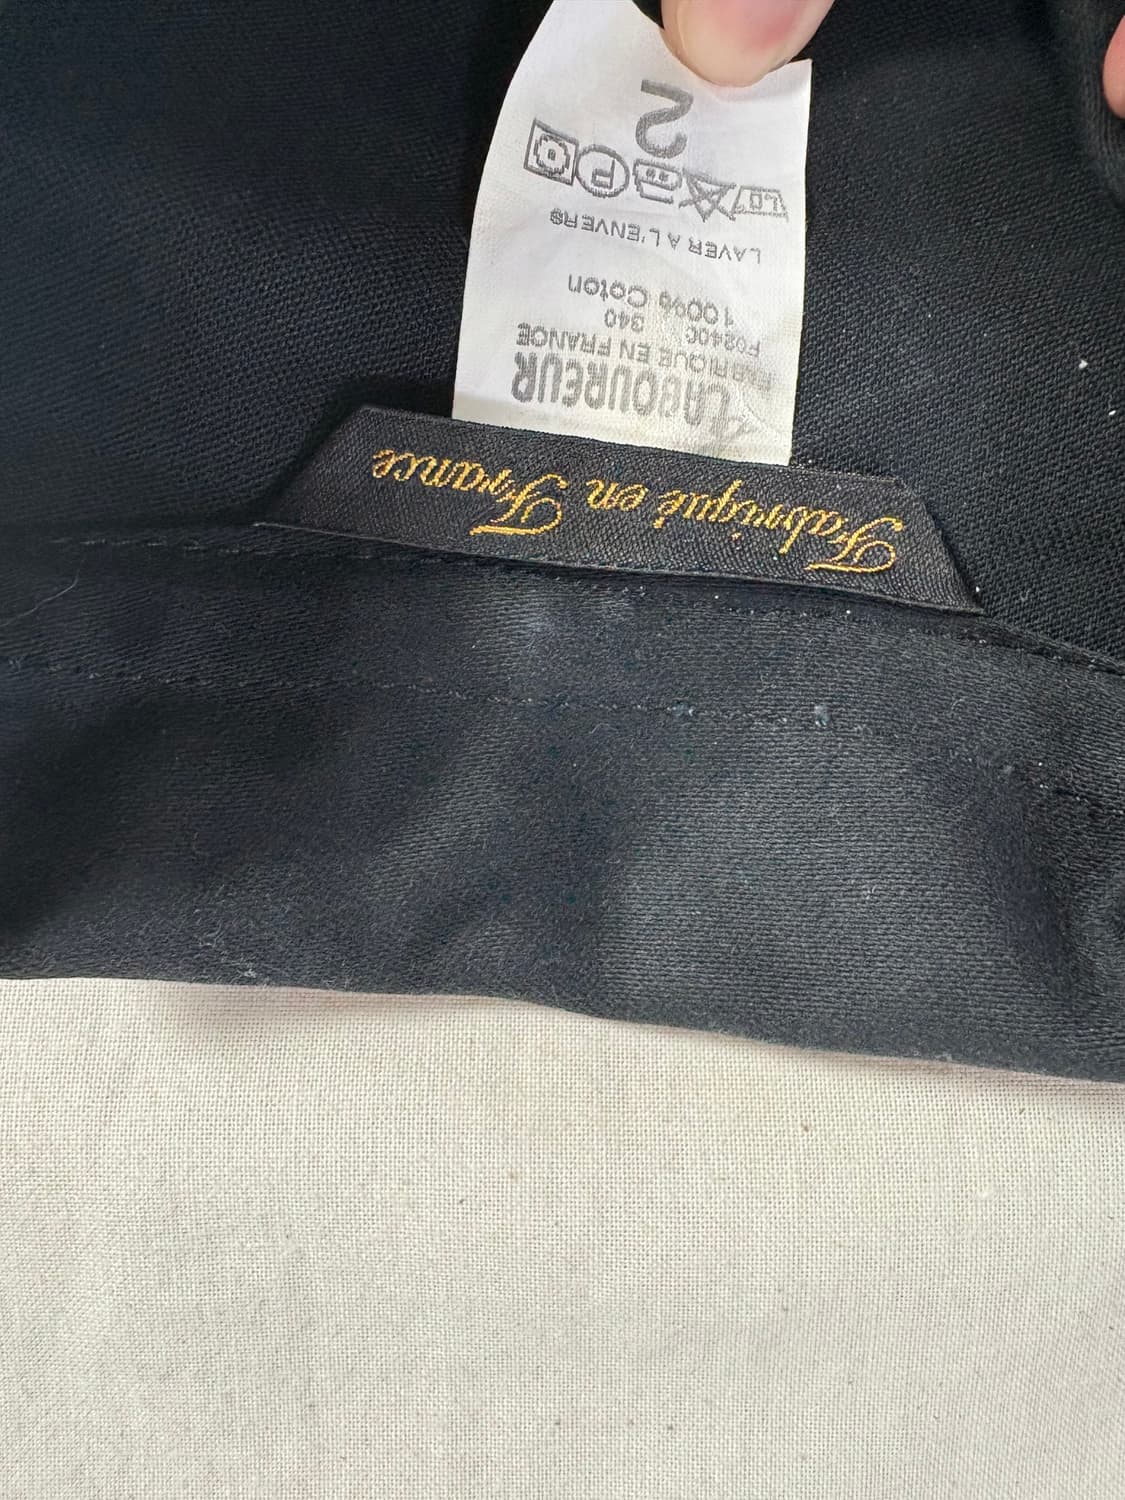 Fabriqué en France
LABOUREUR
FABRIQUE EN FRANCE
F0240C 340
100% Coton
LAVER A L'ENVERS
P
2